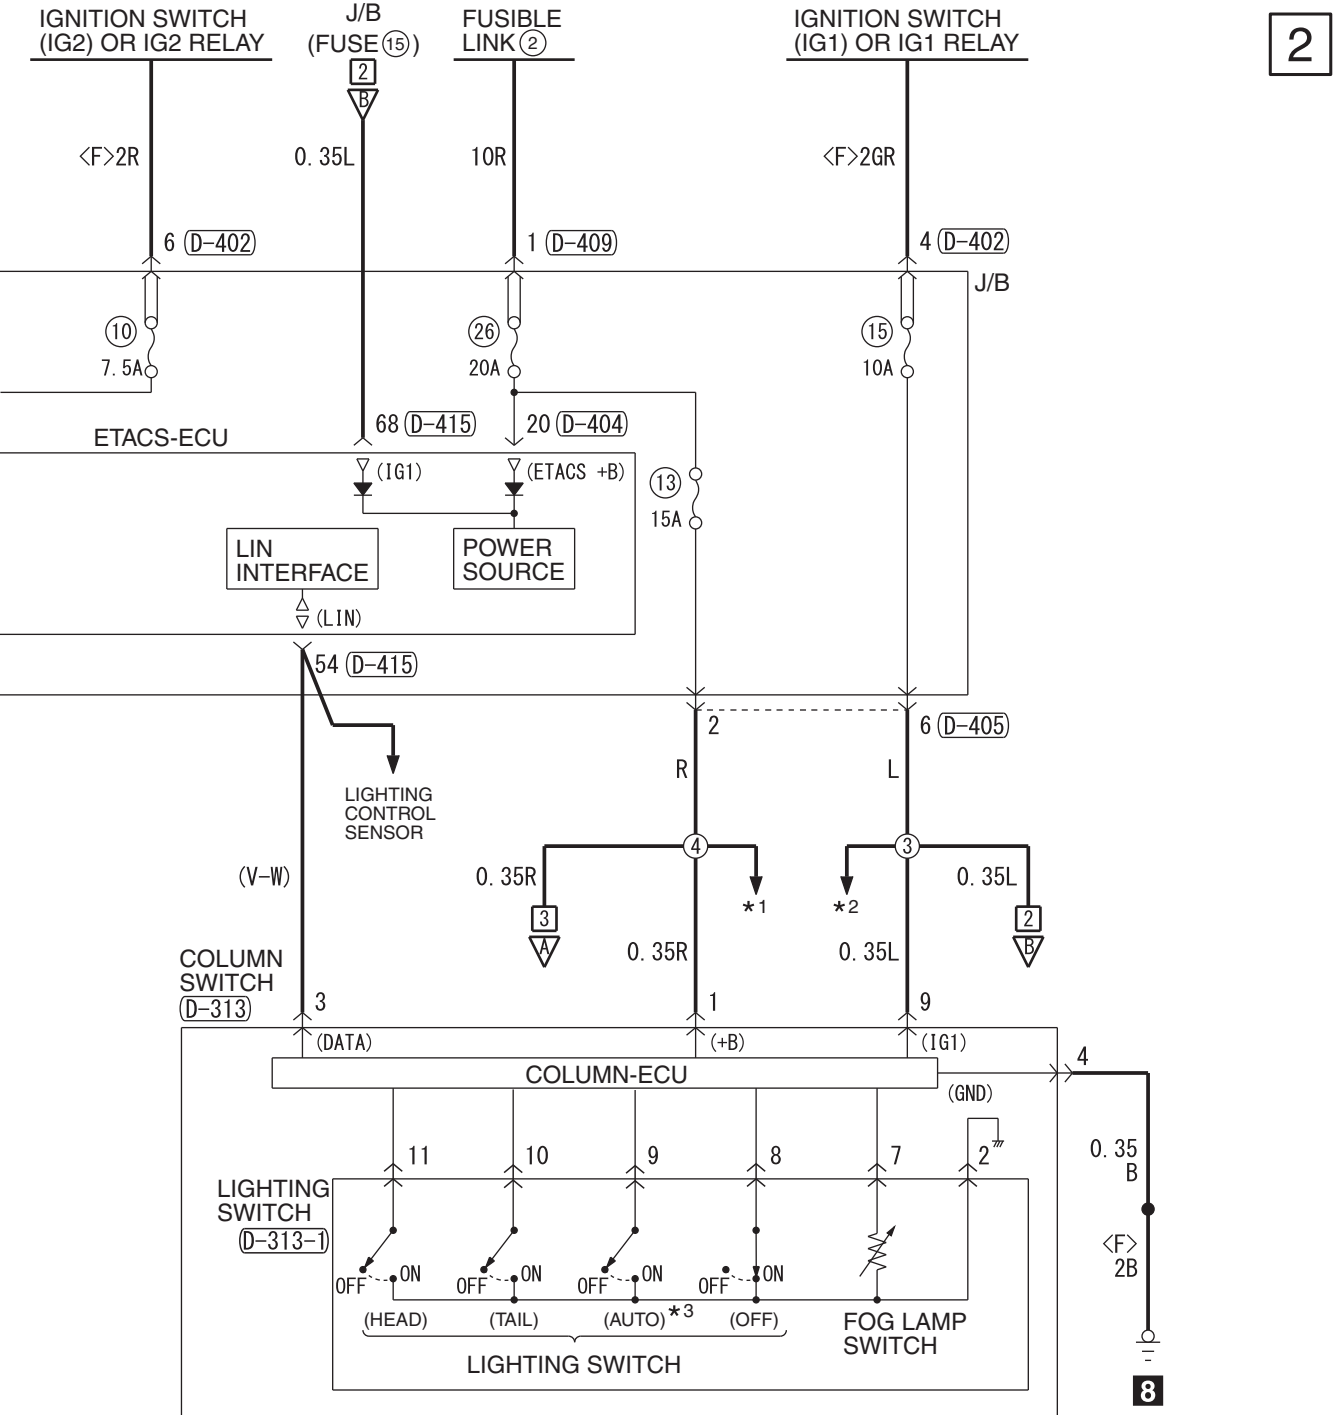 IGNITION SWITCH
(IG2) OR IG2 RELAY
J/B
(FUSE 15 )
FUSIBLE
LINK 2
IGNITION SWITCH
(IG1) OR IG1 RELAY
2
2
B
<F>2R
0. 35L
10R
<F>2GR
6 D-402
1 D-409
4 D-402
J/B
10
7. 5A
26
20A
15
10A
ETACS-ECU
68 D-415
20 D-404
(IG1)
(ETACS +B)
13
15A
LIN
INTERFACE
POWER
SOURCE
(LIN)
54 D-415
2
6 D-405
R
L
LIGHTING
CONTROL
SENSOR
4
3
(V-W)
0. 35R
*1
*2
0. 35L
3
A
2
B
0. 35R
0. 35L
COLUMN
SWITCH
D-313
3
1
9
(DATA)
(+B)
(IG1)
COLUMN-ECU
4
(GND)
11
10
9
8
7
2
0. 35
B
LIGHTING
SWITCH
D-313-1
<F>
2B
OFF ON
OFF ON
OFF ON
OFF ON
(HEAD)
(TAIL)
(AUTO)*3
(OFF)
FOG LAMP
SWITCH
LIGHTING SWITCH
8